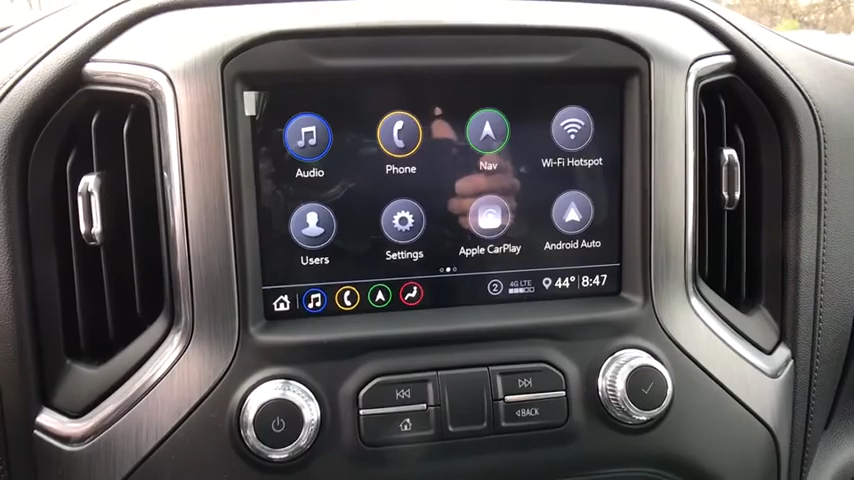 Audio Phone Nav Wi-Fi Hotspot
Users Settings Apple CarPlay Android Auto
2 4G LTE 44° 8:47
BACK